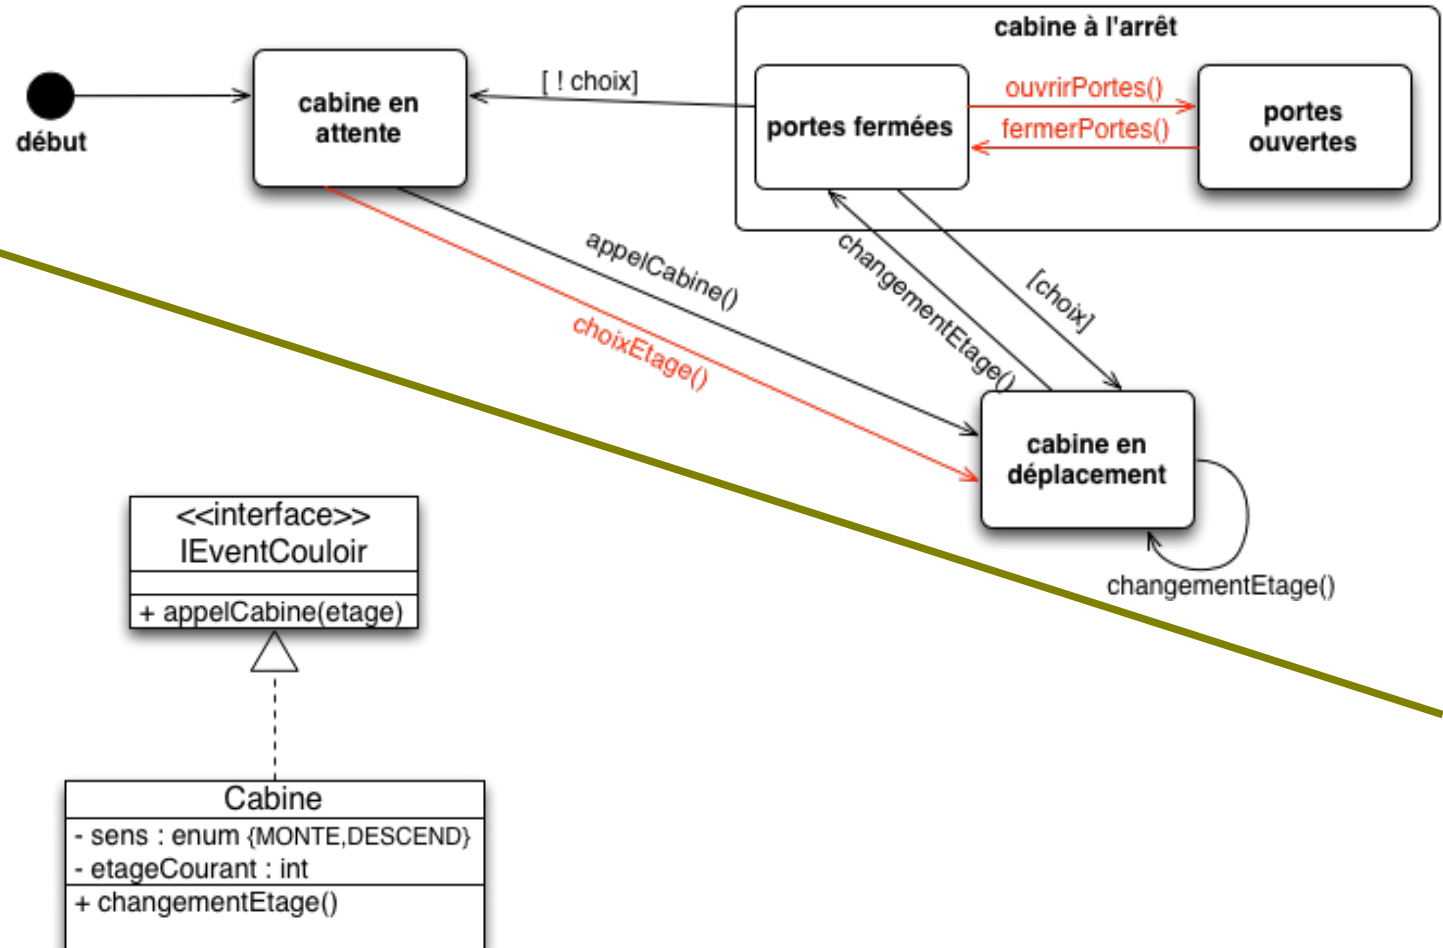 cabine à l'arrêt
début
cabine en
attente
[ ! choix]
portes fermées
ouvrirPortes()
fermerPortes()
portes
ouvertes
appelCabine()
choixEtage()
changementEtage()
[choix]
cabine en
déplacement
changementEtage()
<<interface>>
IEventCouloir
+ appelCabine(etage)
Cabine
- sens : enum {MONTE,DESCEND}
- etageCourant : int
+ changementEtage()